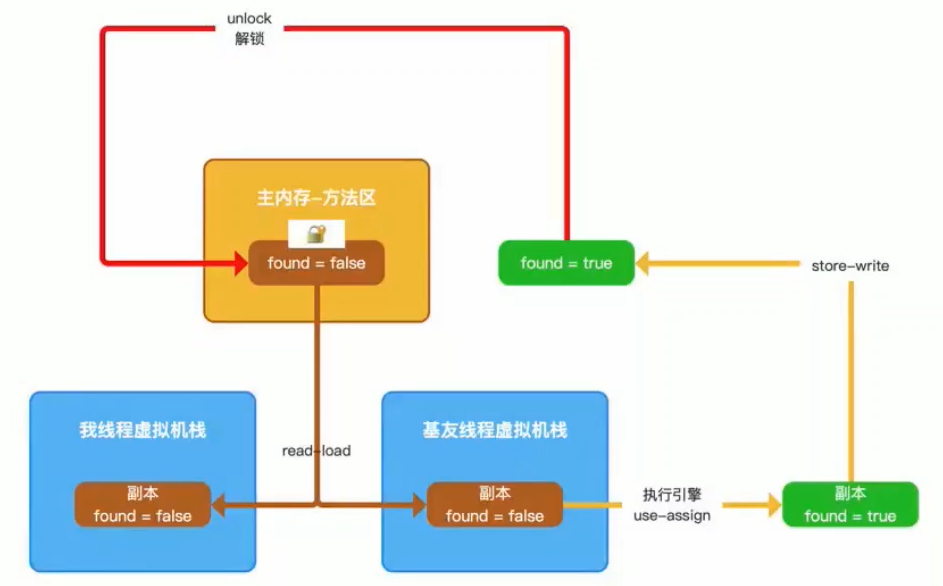 unlock
解锁
主内存-方法区
found = false
found = true
store-write
我线程虚拟机栈
基友线程虚拟机栈
read-load
副本
found = false
副本
found = false
执行引擎
use-assign
副本
found = true